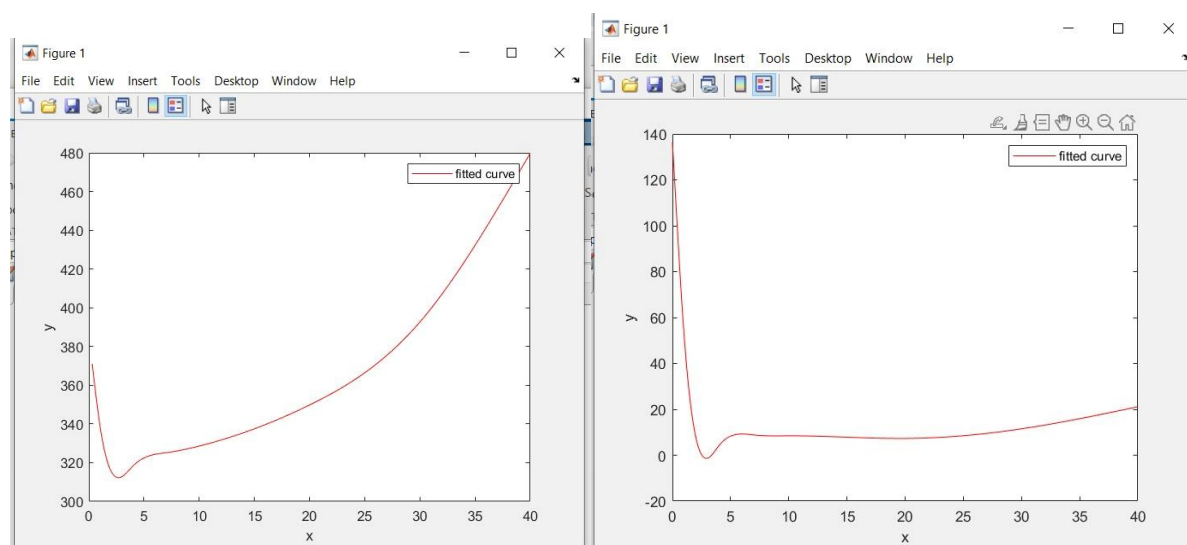 Figure 1
File Edit View Insert Tools Desktop Window Help
480
460
440
420
400
380
360
340
320
300
y
0 5 10 15 20 25 30 35 40
x
fitted curve
Figure 1
File Edit View Insert Tools Desktop Window Help
140
120
100
80
60
40
20
0
-20
y
0 5 10 15 20 25 30 35 40
x
fitted curve